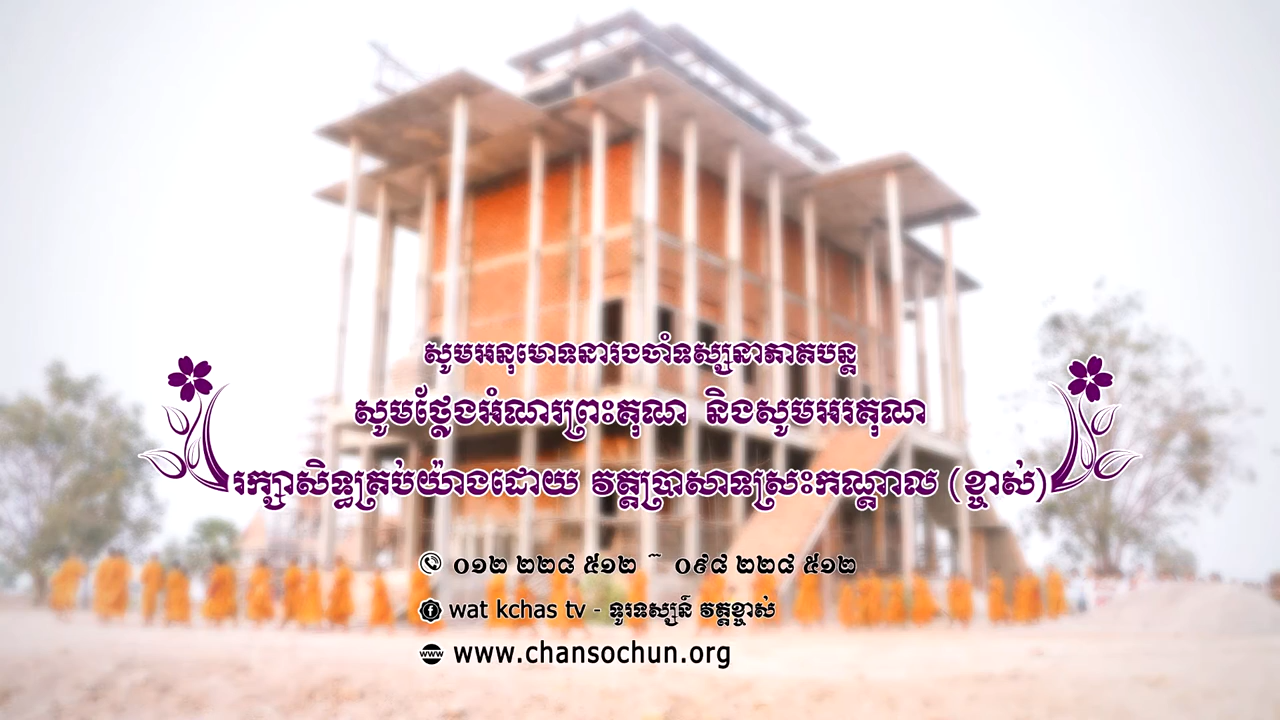 សូមអនុមោទនារងចាំទស្សនាភាគបន្ត
សូមថ្លែងអំណរព្រះគុណ និងសូមអរគុណ
រក្សាសិទ្ធគ្រប់យ៉ាងដោយ វត្តប្រាសាទស្រះកណ្ដាល (ខ្ចាស់)
០១២ ២២៨ ៥១២ ~ ០៩៨ ២២៨ ៥១២
wat kchas tv - ទូរទស្សន៍ វត្តខ្ចាស់
www.chansochun.org